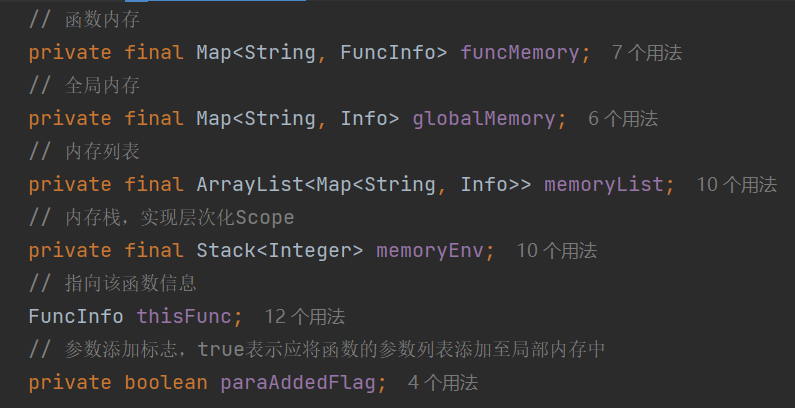 // 函数内存
private final Map<String, FuncInfo> funcMemory; 7 个用法
// 全局内存
private final Map<String, Info> globalMemory; 6 个用法
// 内存列表
private final ArrayList<Map<String, Info>> memoryList; 10 个用法
// 内存栈，实现层次化Scope
private final Stack<Integer> memoryEnv; 10 个用法
// 指向该函数信息
FuncInfo thisFunc; 12 个用法
// 参数添加标志，true表示应将函数的参数列表添加至局部内存中
private boolean paraAddedFlag; 4 个用法